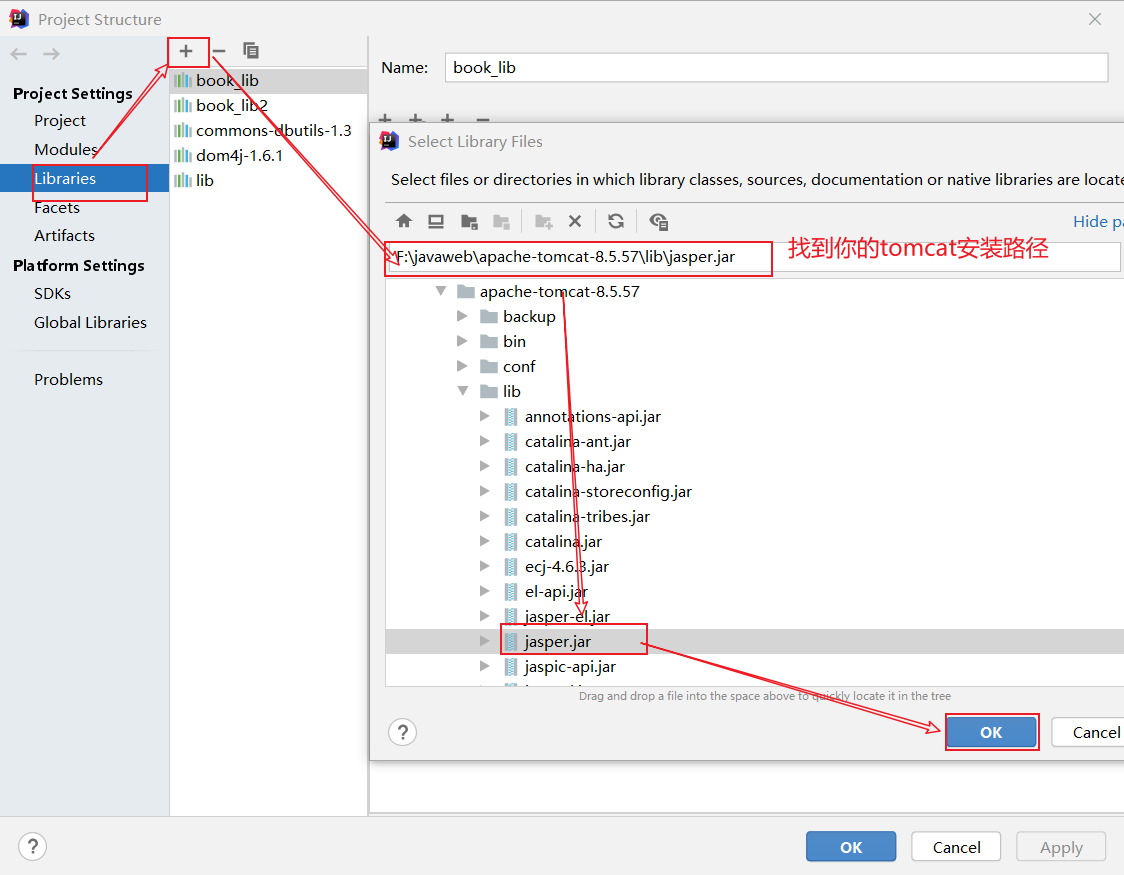 Project Structure
Project Settings
Project
Modules
Libraries
Facets
Artifacts
Platform Settings
SDKs
Global Libraries
Problems
book_lib
book_lib2
commons-dbutils-1.3
dom4j-1.6.1
lib
Name:
book_lib
Select Library Files
Select files or directories in which library classes, sources, documentation or native libraries are locate
Hide pa
F:\javaweb\apache-tomcat-8.5.57\lib\jasper.jar
找到你的tomcat安装路径
apache-tomcat-8.5.57
backup
bin
conf
lib
annotations-api.jar
catalina-ant.jar
catalina-ha.jar
catalina-storeconfig.jar
catalina-tribes.jar
catalina.jar
ecj-4.6.3.jar
el-api.jar
jasper-el.jar
jasper.jar
jaspic-api.jar
Drag and drop a file into the space above to quickly locate it in the tree
?
OK
Cancel
?
OK
Cancel
Apply